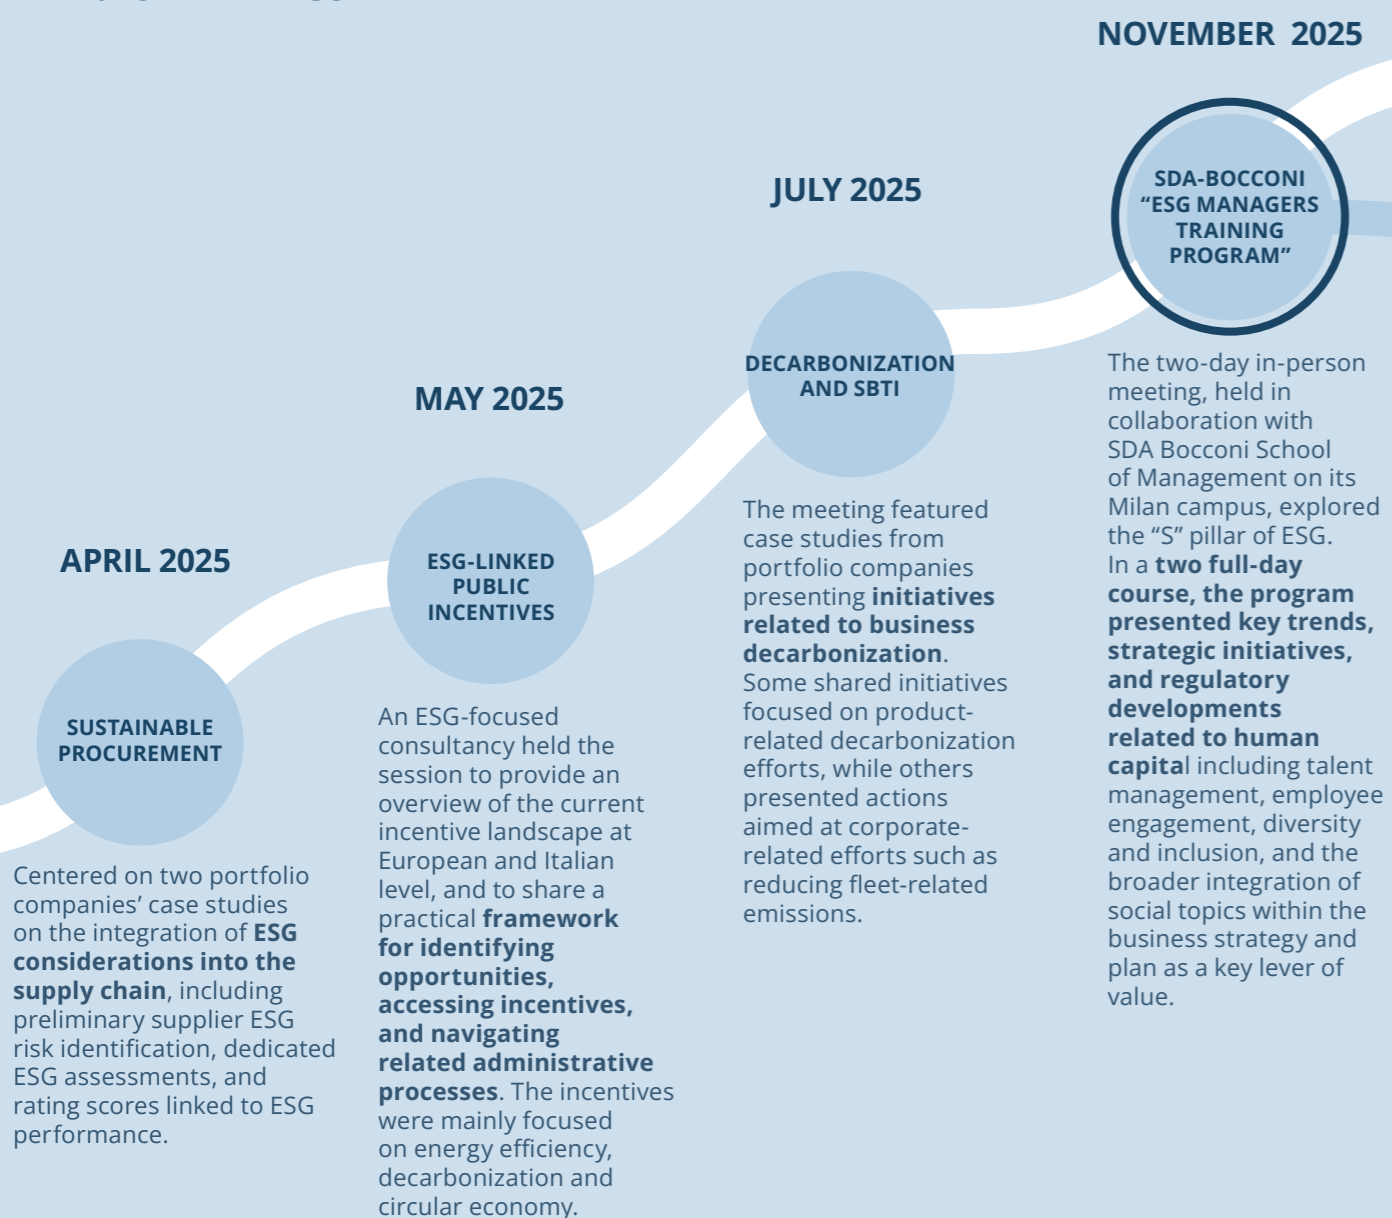 APRIL 2025
SUSTAINABLE
PROCUREMENT
Centered on two portfolio
companies’ case studies
on the integration of ESG
considerations into the
supply chain, including
preliminary supplier ESG
risk identification, dedicated
ESG assessments, and
rating scores linked to ESG
performance.
MAY 2025
ESG-LINKED
PUBLIC
INCENTIVES
An ESG-focused
consultancy held the
session to provide an
overview of the current
incentive landscape at
European and Italian
level, and to share a
practical framework
for identifying
opportunities,
accessing incentives,
and navigating
related administrative
processes. The incentives
were mainly focused
on energy efficiency,
decarbonization and
circular economy.
JULY 2025
DECARBONIZATION
AND SBTI
The meeting featured
case studies from
portfolio companies
presenting initiatives
related to business
decarbonization.
Some shared initiatives
focused on product-
related decarbonization
efforts, while others
presented actions
aimed at corporate-
related efforts such as
reducing fleet-related
emissions.
NOVEMBER 2025
SDA-BOCCONI
“ESG MANAGERS
TRAINING
PROGRAM”
The two-day in-person
meeting, held in
collaboration with
SDA Bocconi School
of Management on its
Milan campus, explored
the “S” pillar of ESG.
In a two full-day
course, the program
presented key trends,
strategic initiatives,
and regulatory
developments
related to human
capital including talent
management, employee
engagement, diversity
and inclusion, and the
broader integration of
social topics within the
business strategy and
plan as a key lever of
value.